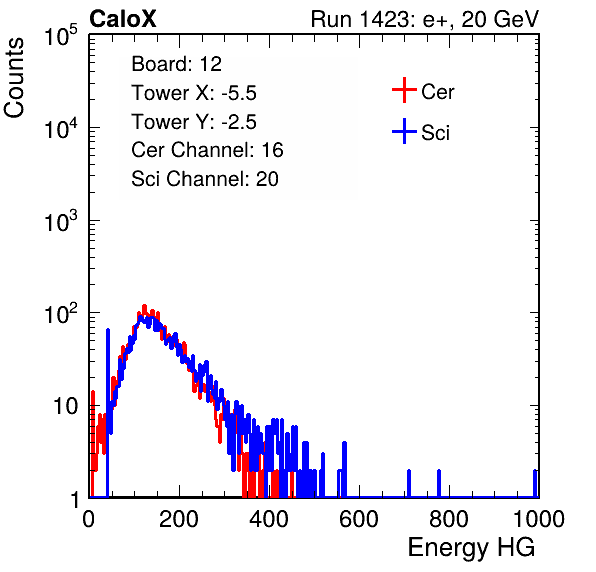 CaloX Run 1423: e+, 20 GeV
Counts
Board: 12
Tower X: -5.5
Tower Y: -2.5
Cer Channel: 16
Sci Channel: 20
Cer
Sci
10^5
10^4
10^3
10^2
10
1
0 200 400 600 800 1000
Energy HG